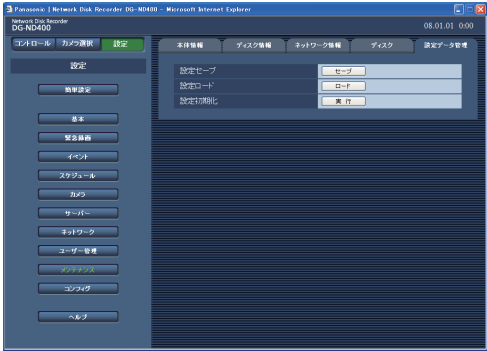 Panasonic | Network Disk Recorder DG-ND400 - Microsoft Internet Explorer
Network Disk Recorder
DG-ND400
08.01.01 0:00
コントロール カメラ選択 設定
本体情報 ディスク情報 ネットワーク情報 ディスク 設定データ管理
設定
設定セーブ セーブ
設定ロード ロード
設定初期化 実 行
簡単設定
基本
緊急録画
イベント
スケジュール
カメラ
サーバー
ネットワーク
ユーザー管理
メンテナンス
コンフィグ
ヘルプ